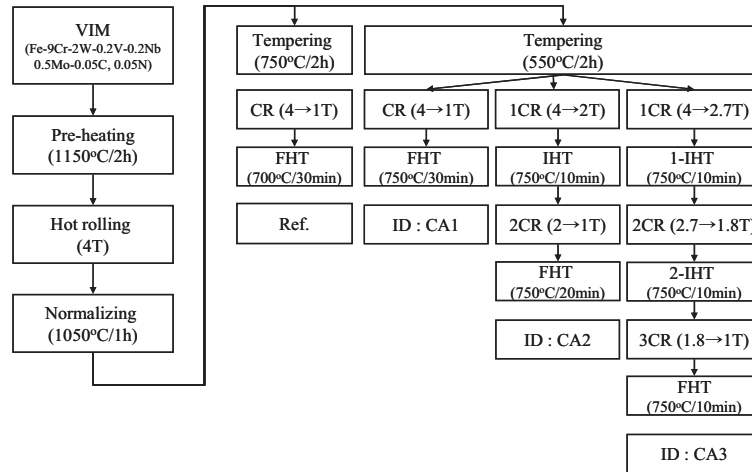 VIM
(Fe-9Cr-2W-0.2V-0.2Nb
0.5Mo-0.05C, 0.05N)
Pre-heating
(1150°C/2h)
Hot rolling
(4T)
Normalizing
(1050°C/1h)
Tempering
(750°C/2h)
CR (4→1T)
FHT
(700°C/30min)
Ref.
Tempering
(550°C/2h)
CR (4→1T)
FHT
(750°C/30min)
ID : CA1
1CR (4→2T)
IHT
(750°C/10min)
2CR (2→1T)
FHT
(750°C/20min)
ID : CA2
1CR (4→2.7T)
1-IHT
(750°C/10min)
2CR (2.7→1.8T)
2-IHT
(750°C/10min)
3CR (1.8→1T)
FHT
(750°C/10min)
ID : CA3